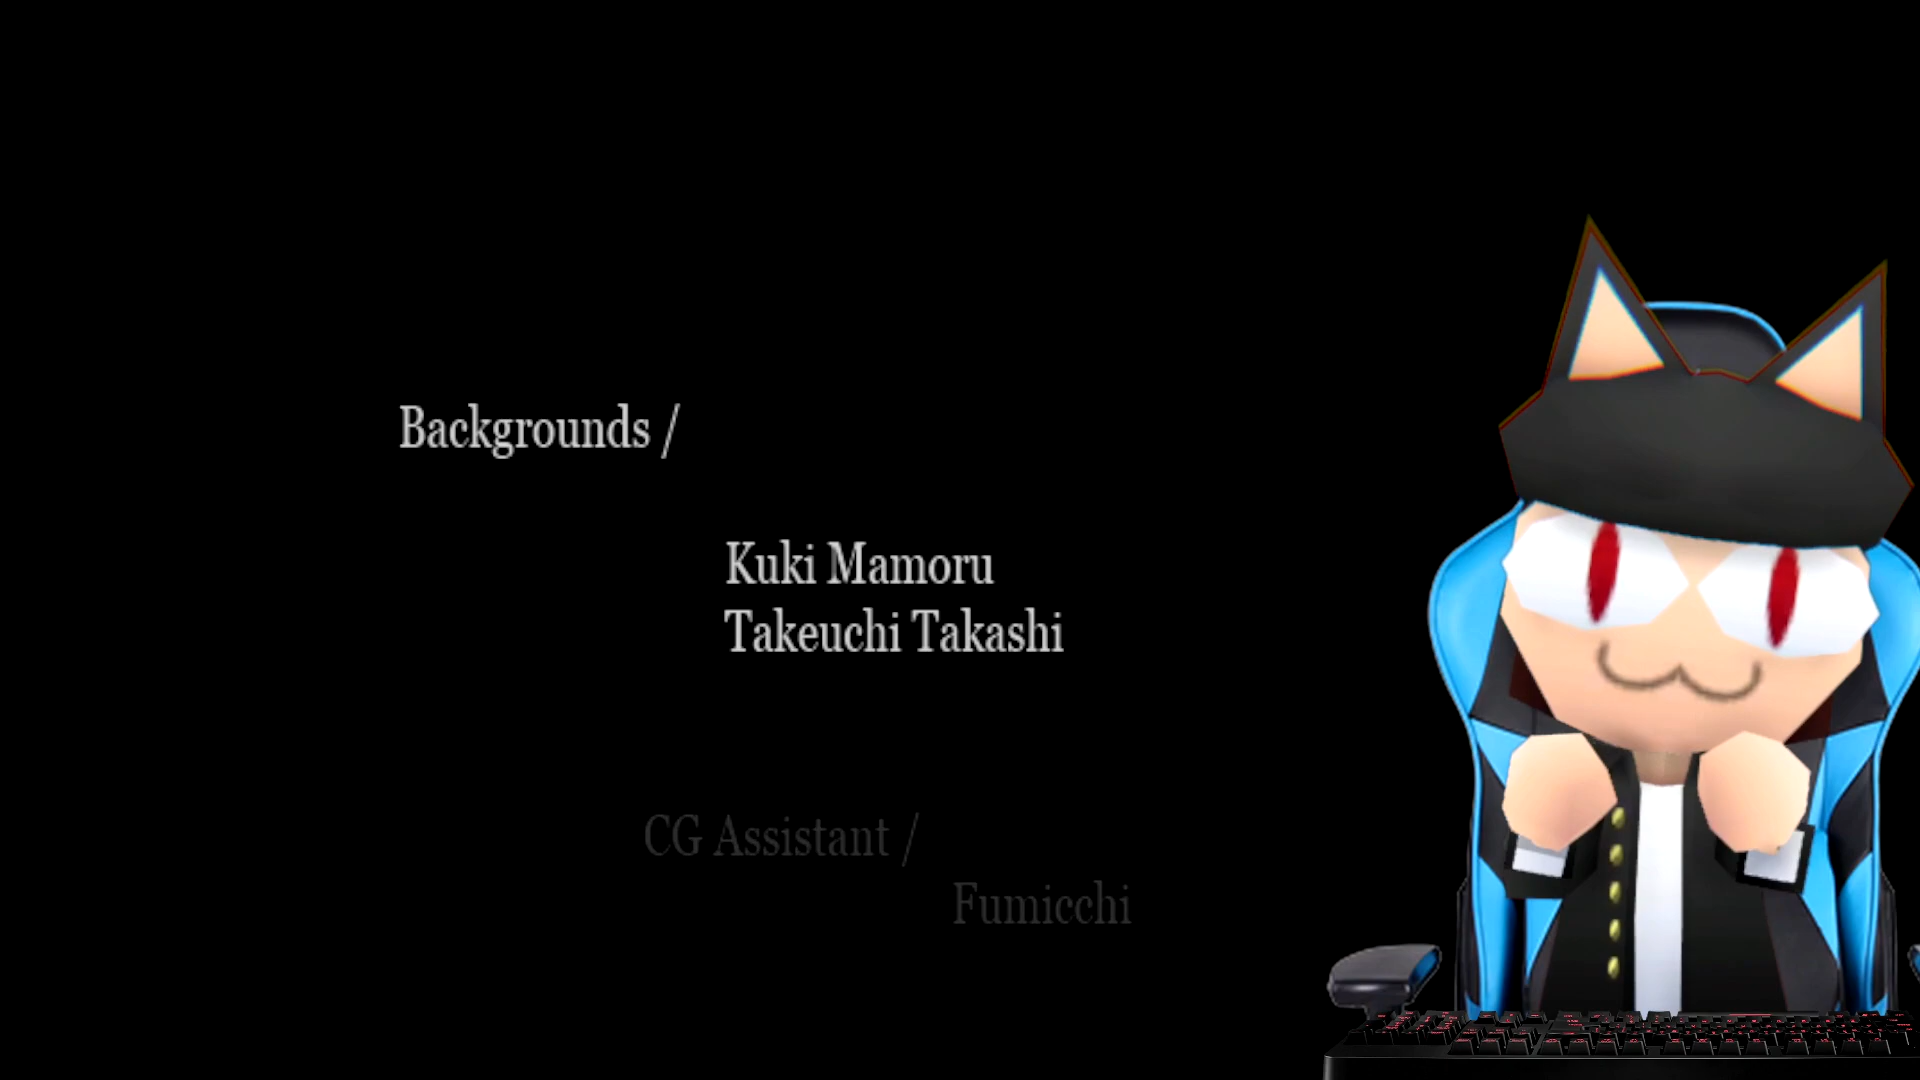 Backgrounds /
Kuki Mamoru
Takeuchi Takashi
CG Assistant /
Fumicchi